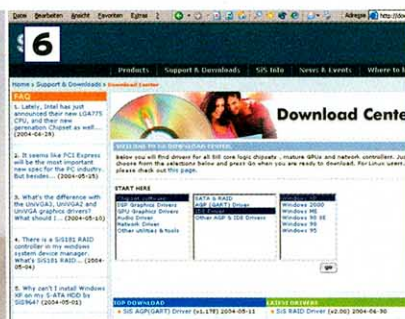 Datei Bearbeiten Ansicht Favoriten Extras ? Adresse http://do
6
Products Support & Downloads SiS Info News & Events Where to
Home > Support & Downloads > Download Center
FAQ
1. Lately, Intel has just
announced their new LGA775
CPU, and their new
gerenation Chipset as well...
(2004-06-29)
2. It seems like PCI Express
will be the most important
new spec for the PC industry.
But besides... (2004-05-25)
3. What's the difference with
the UniVGA3, UniVGA2 and
UniVGA graphics drivers?
What should I... (2004-05-10)
4. There is a SiS181 RAID
controller in my windows
system device manager.
What's SiS181 RAID... (2004-
05-04)
5. Why can't I install Windows
XP on my S-ATA HDD by
SiS964? (2004-05-01)
Download Cente
WELCOME TO DOWNLOAD CENTER
below you will find drivers for all SiS core logic chipsets , mature GPUs and network controllers. Jus
choose from the selections below and press Go when you are ready to Download. For Linux users
please check out this page.
START HERE
Chipset software
IGP Graphics Drivers
GPU Graphics Drivers
Audio Driver
Network Driver
Other utilities & tools
SATA & RAID
AGP (GART) Driver
IDE Driver
Other AGP & IDE Drivers
Windows XP
Windows 2000
Windows ME
Windows 98 SE
Windows 98
Windows 95
go
TOP DOWNLOAD
SiS AGP(GART) Driver (v1.17F) 2004-05-11
LATEST DRIVERS
SiS RAID Driver (v2.00) 2004-06-30